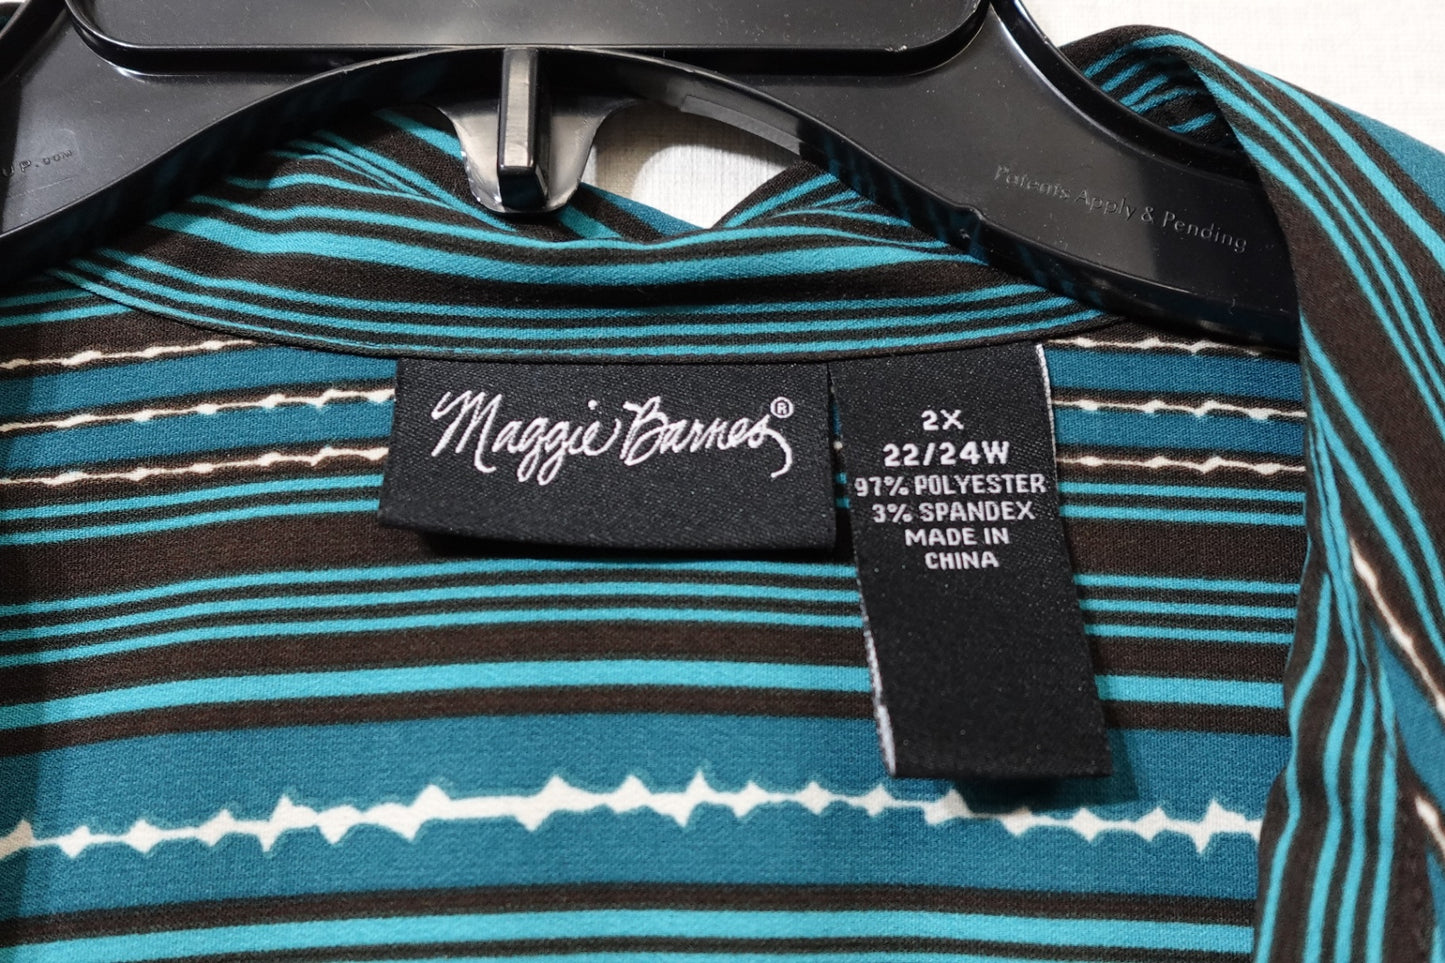 Patents Apply & Pending
Maggie Barnes®
2X
22/24W
97% POLYESTER
3% SPANDEX
MADE IN
CHINA